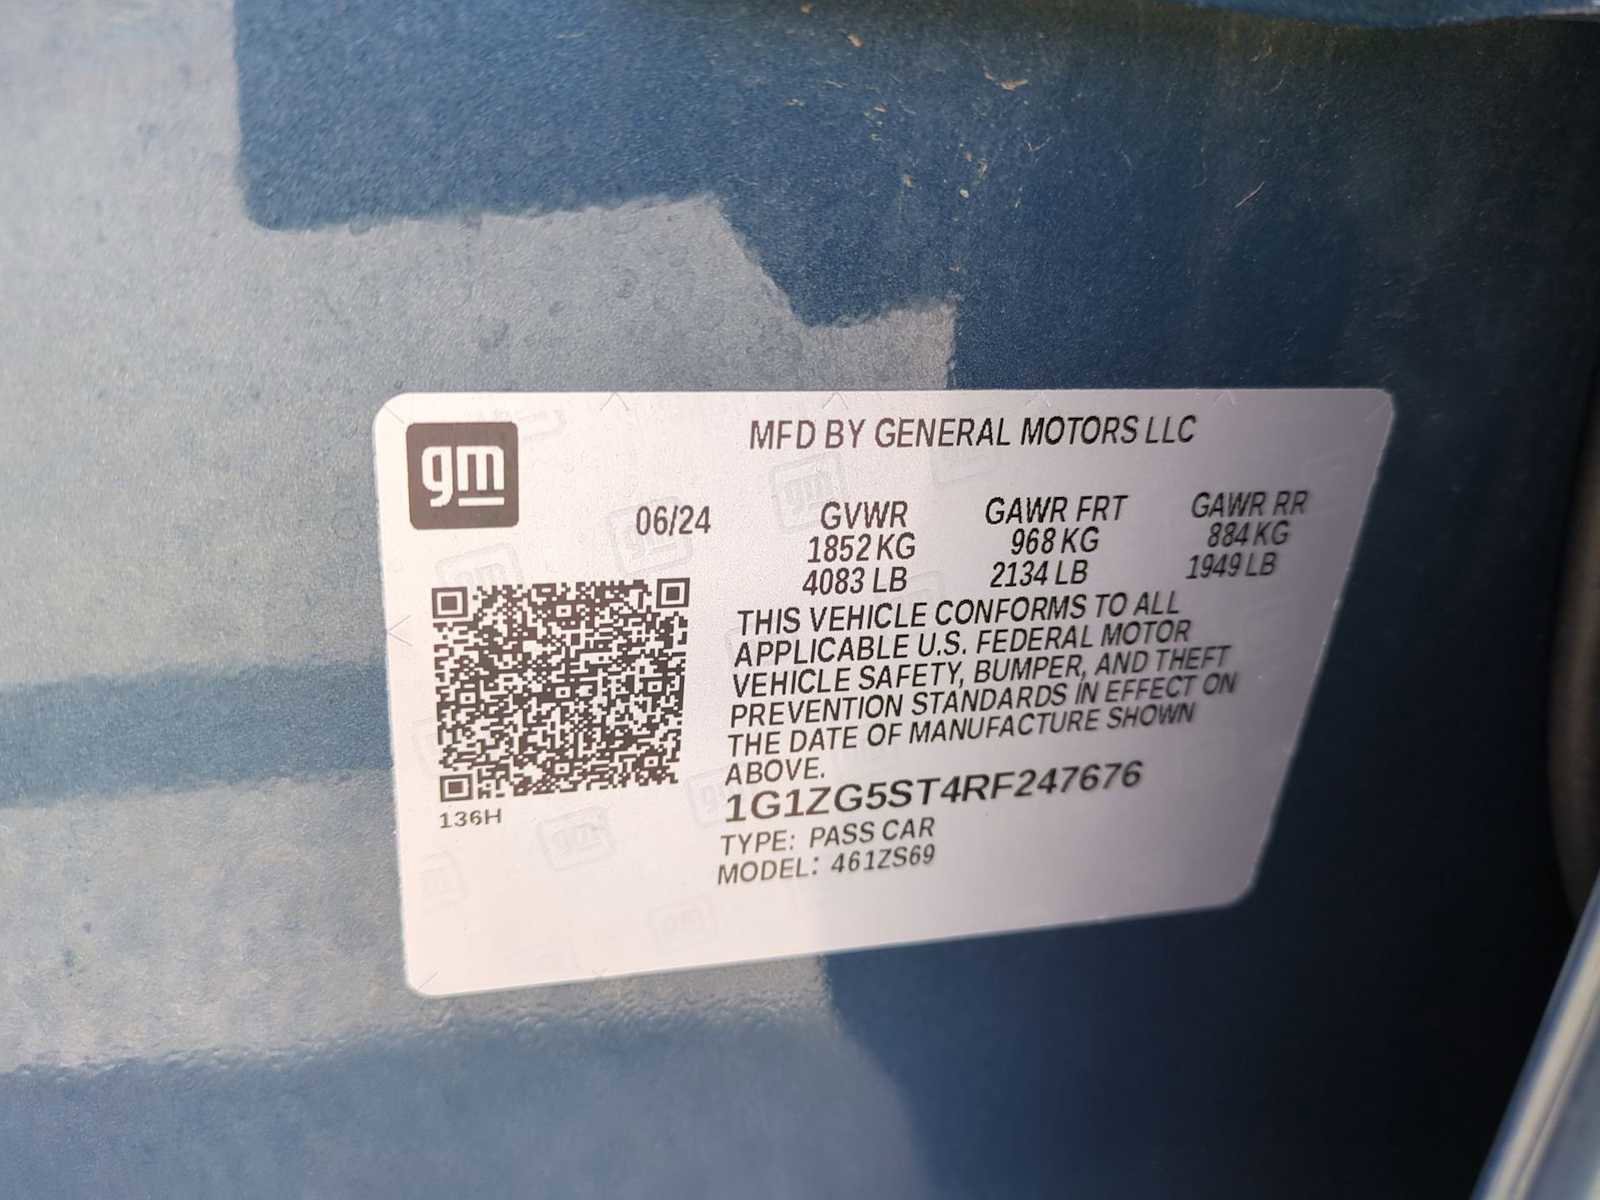 gm
MFD BY GENERAL MOTORS LLC
06/24
GVWR GAWR FRT GAWR RR
1852 KG 968 KG 884 KG
4083 LB 2134 LB 1949 LB
THIS VEHICLE CONFORMS TO ALL
APPLICABLE U.S. FEDERAL MOTOR
VEHICLE SAFETY, BUMPER, AND THEFT
PREVENTION STANDARDS IN EFFECT ON
THE DATE OF MANUFACTURE SHOWN
ABOVE.
1G1ZG5ST4RF247676
TYPE: PASS CAR
MODEL: 461ZS69
136H